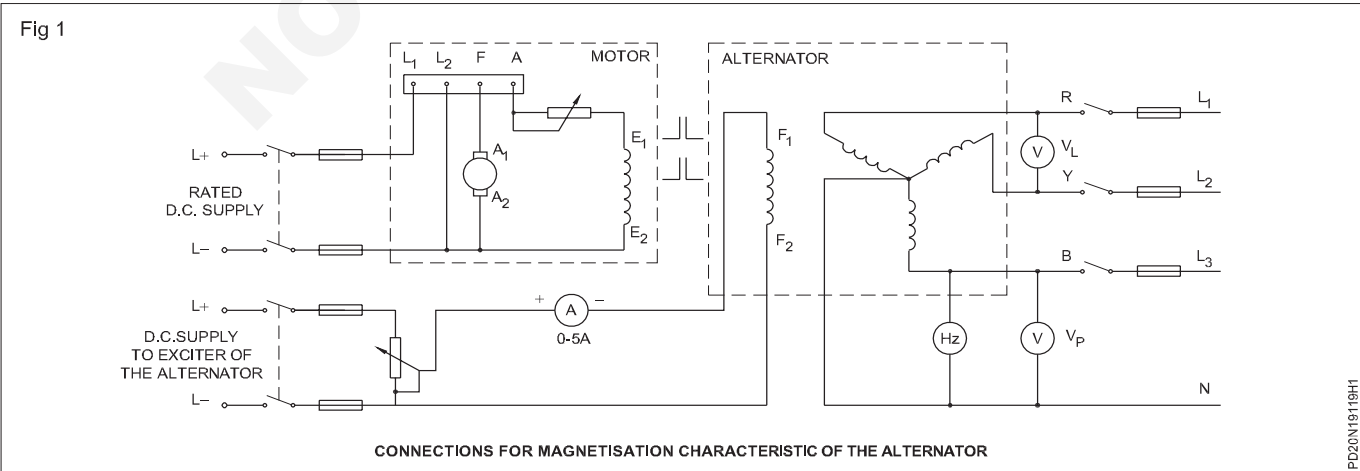 Fig 1
NO
MOTOR
L1 L2 F A
A1
A2
E1
E2
L+
RATED
D.C. SUPPLY
L–
L+
D.C.SUPPLY
TO EXCITER OF
THE ALTERNATOR
L–
+ A –
0-5A
ALTERNATOR
F1
F2
R
L1
V VL
Y
L2
B
L3
Hz
V VP
N
CONNECTIONS FOR MAGNETISATION CHARACTERISTIC OF THE ALTERNATOR
PD20N19119H1